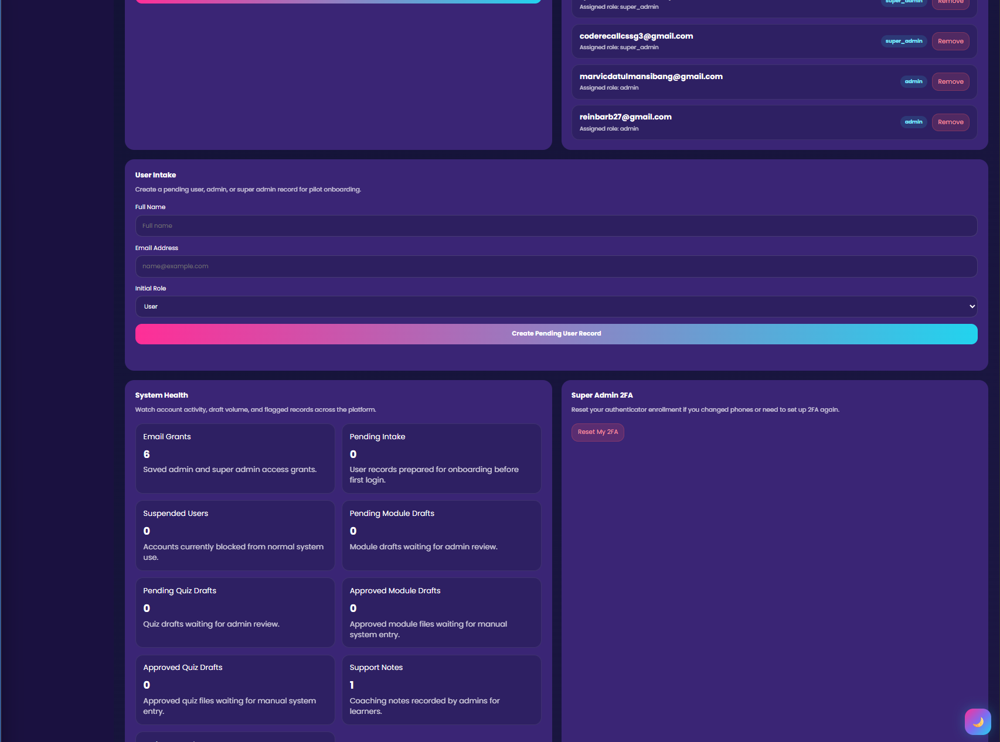 Assigned role: super_admin
super_admin
Remove
coderecallcssg3@gmail.com
Assigned role: super_admin
super_admin
Remove
marvicdatulmansibang@gmail.com
Assigned role: admin
admin
Remove
reinbarb27@gmail.com
Assigned role: admin
admin
Remove
User Intake
Create a pending user, admin, or super admin record for pilot onboarding.
Full Name
Full name
Email Address
name@example.com
Initial Role
User
Create Pending User Record
System Health
Watch account activity, draft volume, and flagged records across the platform.
Email Grants
6
Saved admin and super admin access grants.
Pending Intake
0
User records prepared for onboarding before
first login.
Suspended Users
0
Accounts currently blocked from normal system
use.
Pending Module Drafts
0
Module drafts waiting for admin review.
Pending Quiz Drafts
0
Quiz drafts waiting for admin review.
Approved Module Drafts
0
Approved module files waiting for manual
system entry.
Approved Quiz Drafts
0
Approved quiz files waiting for manual system
entry.
Support Notes
1
Coaching notes recorded by admins for
learners.
Super Admin 2FA
Reset your authenticator enrollment if you changed phones or need to set up 2FA again.
Reset My 2FA